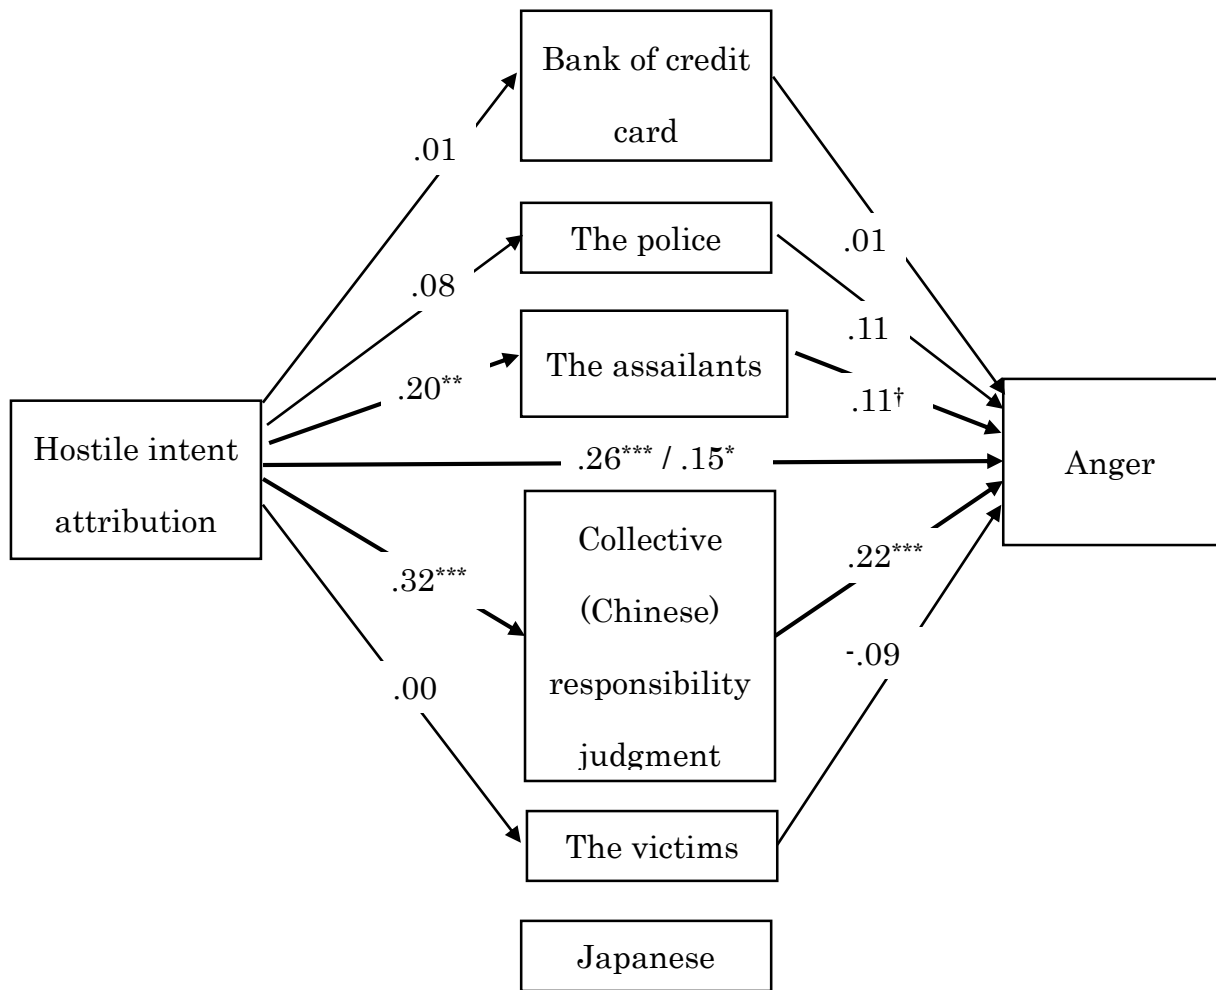 Bank of credit
card
.01
The police
.01
.08
.11
The assailants
.20**
.11†
Hostile intent
attribution
.26*** / .15*
Anger
Collective
(Chinese)
responsibility
judgment
.22***
.32***
-.09
.00
The victims
Japanese